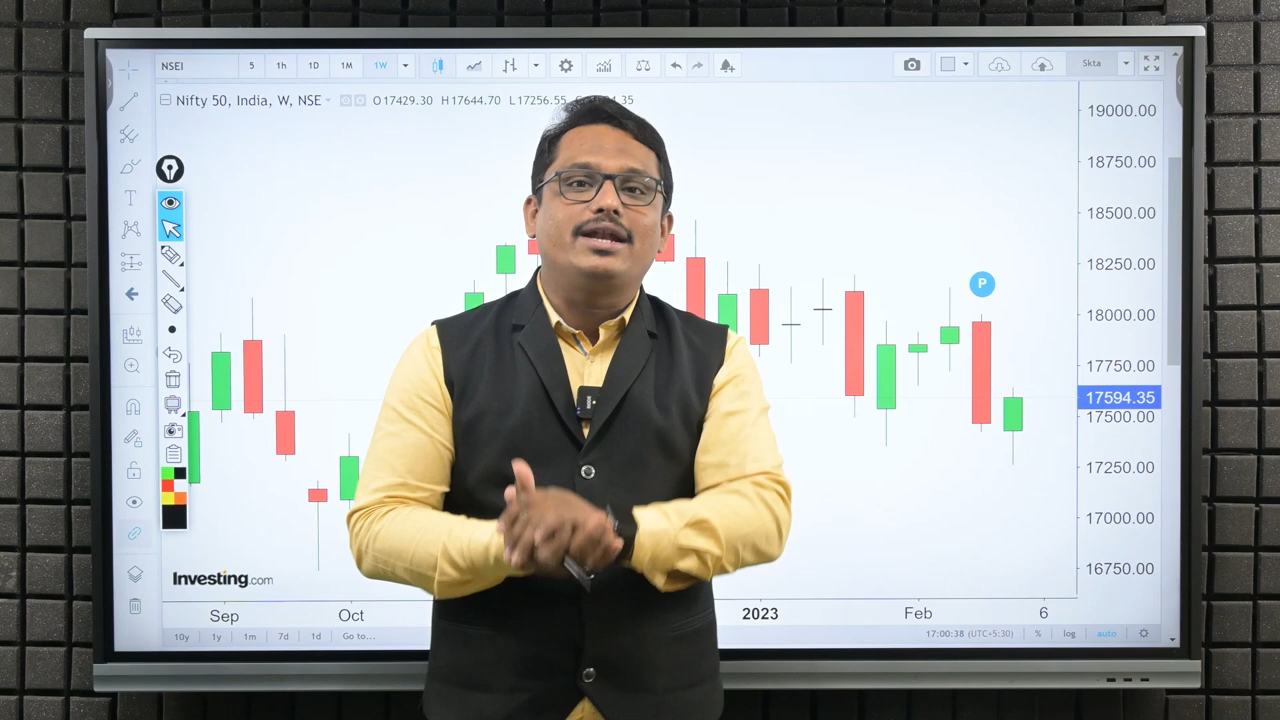 NSEI 5 1h 1D 1M 1W Skta
Nifty 50, India, W, NSE O17429.30 H17644.70 L17256.55
19000.00
18750.00
18500.00
18250.00
P
18000.00
17750.00
17594.35
17500.00
17250.00
17000.00
16750.00
T
Investing.com
Sep Oct 2023 Feb 6
10y 1y 1m 7d 1d Go to... 17:00:38 (UTC+5:30) % log auto